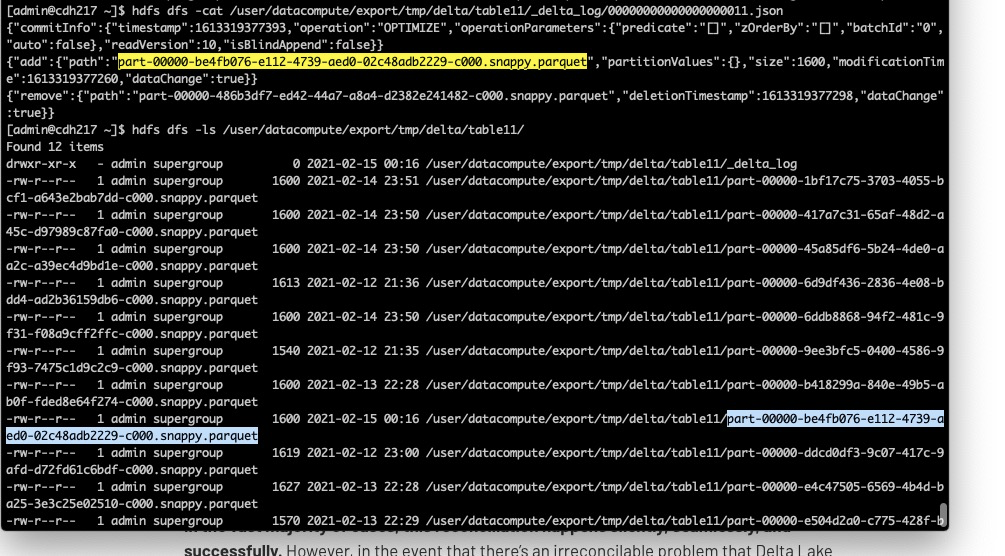 [admin@cdh217 ~]$ hdfs dfs -cat /user/datacompute/export/tmp/delta/table11/_delta_log/00000000000000000011.json
{"commitInfo":{"timestamp":1613319377393,"operation":"OPTIMIZE","operationParameters":{"predicate":"[]","zOrderBy":"[]","batchId":"0",
"auto":false},"readVersion":10,"isBlindAppend":false}}
{"add":{"path":"part-00000-be4fb076-e112-4739-aed0-02c48adb2229-c000.snappy.parquet","partitionValues":{},"size":1600,"modificationTim
e":1613319377260,"dataChange":true}}
{"remove":{"path":"part-00000-486b3df7-ed42-44a7-a8a4-d2382e241482-c000.snappy.parquet","deletionTimestamp":1613319377298,"dataChange"
:true}}
[admin@cdh217 ~]$ hdfs dfs -ls /user/datacompute/export/tmp/delta/table11/
Found 12 items
drwxr-xr-x   - admin supergroup          0 2021-02-15 00:16 /user/datacompute/export/tmp/delta/table11/_delta_log
-rw-r--r--   1 admin supergroup       1600 2021-02-14 23:51 /user/datacompute/export/tmp/delta/table11/part-00000-1bf17c75-3703-4055-b
cf1-a643e2bab7dd-c000.snappy.parquet
-rw-r--r--   1 admin supergroup       1600 2021-02-14 23:50 /user/datacompute/export/tmp/delta/table11/part-00000-417a7c31-65af-48d2-a
45c-d97989c87fa0-c000.snappy.parquet
-rw-r--r--   1 admin supergroup       1600 2021-02-14 23:50 /user/datacompute/export/tmp/delta/table11/part-00000-45a85df6-5b24-4de0-a
a2c-a39ec4d9bd1e-c000.snappy.parquet
-rw-r--r--   1 admin supergroup       1613 2021-02-12 21:36 /user/datacompute/export/tmp/delta/table11/part-00000-6d9df436-2836-4e08-b
dd4-ad2b36159db6-c000.snappy.parquet
-rw-r--r--   1 admin supergroup       1600 2021-02-14 23:50 /user/datacompute/export/tmp/delta/table11/part-00000-6ddb8868-94f2-481c-9
f31-f08a9cff2ffc-c000.snappy.parquet
-rw-r--r--   1 admin supergroup       1540 2021-02-12 21:35 /user/datacompute/export/tmp/delta/table11/part-00000-9ee3bfc5-0400-4586-9
f93-7475c1d9c2c9-c000.snappy.parquet
-rw-r--r--   1 admin supergroup       1600 2021-02-13 22:28 /user/datacompute/export/tmp/delta/table11/part-00000-b418299a-840e-49b5-a
b0f-fded8e64f274-c000.snappy.parquet
-rw-r--r--   1 admin supergroup       1600 2021-02-15 00:16 /user/datacompute/export/tmp/delta/table11/part-00000-be4fb076-e112-4739-a
ed0-02c48adb2229-c000.snappy.parquet
-rw-r--r--   1 admin supergroup       1619 2021-02-12 23:00 /user/datacompute/export/tmp/delta/table11/part-00000-ddcd0df3-9c07-417c-9
afd-d72fd61c6bdf-c000.snappy.parquet
-rw-r--r--   1 admin supergroup       1627 2021-02-13 22:28 /user/datacompute/export/tmp/delta/table11/part-00000-e4c47505-6569-4b4d-b
a25-3e3c25e02510-c000.snappy.parquet
-rw-r--r--   1 admin supergroup       1570 2021-02-13 22:29 /user/datacompute/export/tmp/delta/table11/part-00000-e504d2a0-c775-428f-b
successfully. However, in the event that there's an irreconcilable problem that Delta Lake